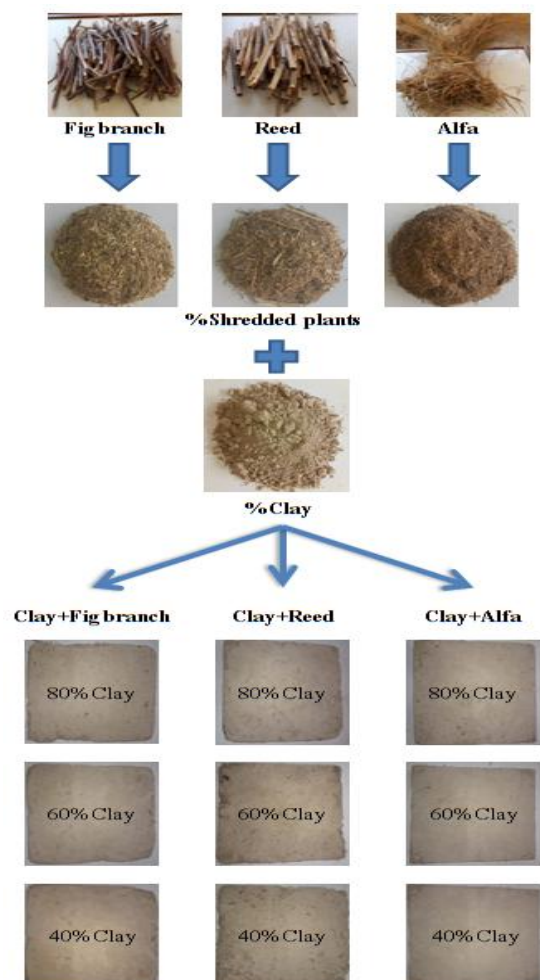 Fig branch Reed Alfa
%Shredded plants
%Clay
Clay+Fig branch Clay+Reed Clay+Alfa
80% Clay 80% Clay 80% Clay
60% Clay 60% Clay 60% Clay
40% Clay 40% Clay 40% Clay